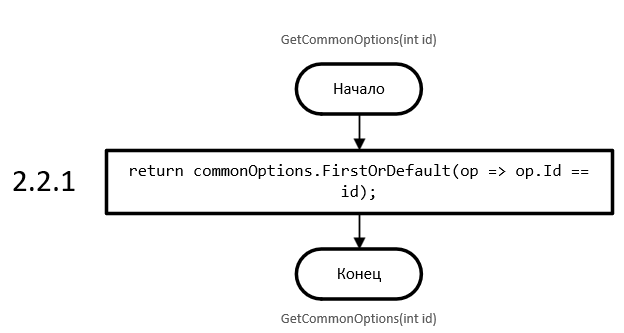 GetCommonOptions(int id)
Начало
2.2.1
return commonOptions.FirstOrDefault(op => op.Id ==
id);
Конец
GetCommonOptions(int id)